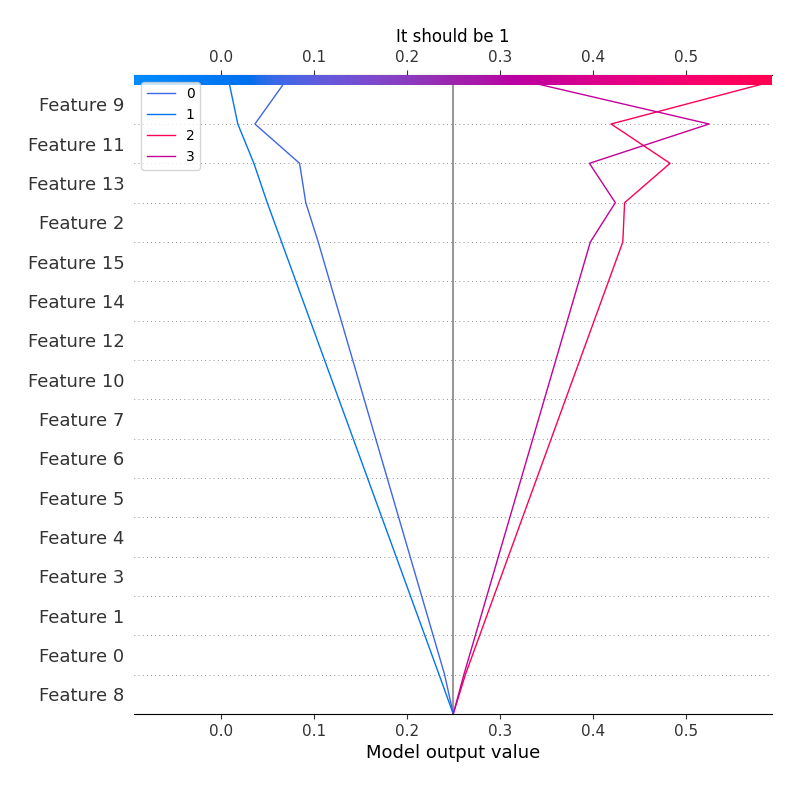 It should be 1
0.0 0.1 0.2 0.3 0.4 0.5
0
1
2
3
Feature 9
Feature 11
Feature 13
Feature 2
Feature 15
Feature 14
Feature 12
Feature 10
Feature 7
Feature 6
Feature 5
Feature 4
Feature 3
Feature 1
Feature 0
Feature 8
0.0 0.1 0.2 0.3 0.4 0.5
Model output value